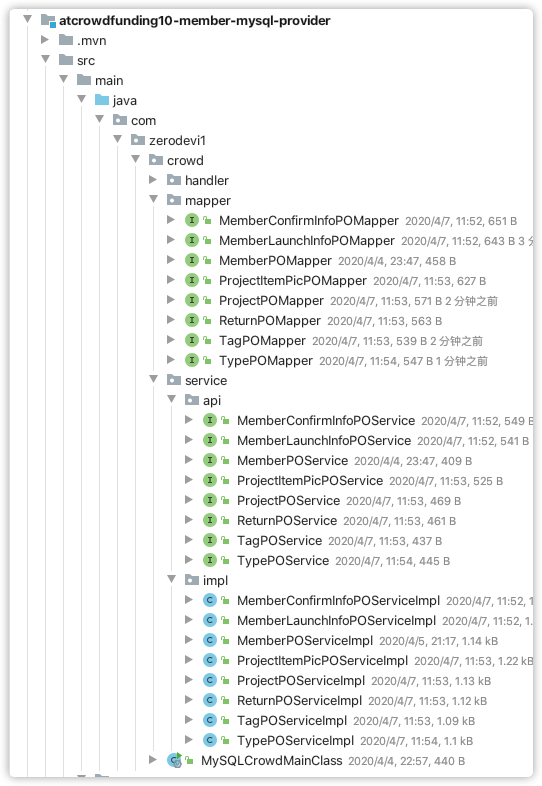 atcrowdfunding10-member-mysql-provider
.mvn
src
main
java
com
zerodevi1
crowd
handler
mapper
MemberConfirmInfoPOMapper 2020/4/7, 11:52, 651 B
MemberLaunchInfoPOMapper 2020/4/7, 11:52, 643 B 3 分
MemberPOMapper 2020/4/4, 23:47, 458 B
ProjectItemPicPOMapper 2020/4/7, 11:53, 627 B
ProjectPOMapper 2020/4/7, 11:53, 571 B 2 分钟之前
ReturnPOMapper 2020/4/7, 11:53, 563 B
TagPOMapper 2020/4/7, 11:53, 539 B 2 分钟之前
TypePOMapper 2020/4/7, 11:54, 547 B 1 分钟之前
service
api
MemberConfirmInfoPOService 2020/4/7, 11:52, 549 B
MemberLaunchInfoPOService 2020/4/7, 11:52, 541 B
MemberPOService 2020/4/4, 23:47, 409 B
ProjectItemPicPOService 2020/4/7, 11:53, 525 B
ProjectPOService 2020/4/7, 11:53, 469 B
ReturnPOService 2020/4/7, 11:53, 461 B
TagPOService 2020/4/7, 11:53, 437 B
TypePOService 2020/4/7, 11:54, 445 B
impl
MemberConfirmInfoPOServiceImpl 2020/4/7, 11:52, 1
MemberLaunchInfoPOServiceImpl 2020/4/7, 11:52, 1.
MemberPOServiceImpl 2020/4/5, 21:17, 1.14 kB
ProjectItemPicPOServiceImpl 2020/4/7, 11:53, 1.22 kB
ProjectPOServiceImpl 2020/4/7, 11:53, 1.13 kB
ReturnPOServiceImpl 2020/4/7, 11:53, 1.12 kB
TagPOServiceImpl 2020/4/7, 11:53, 1.09 kB
TypePOServiceImpl 2020/4/7, 11:54, 1.1 kB
MySQLCrowdMainClass 2020/4/4, 22:57, 440 B